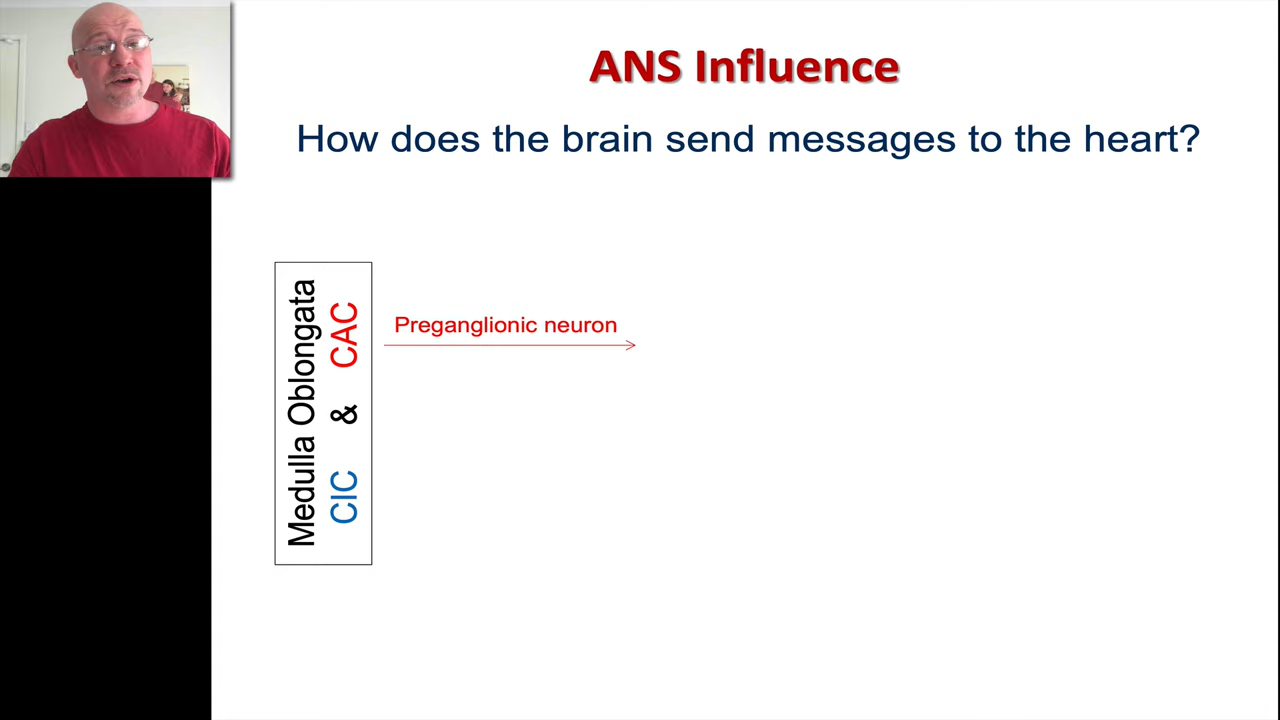 ANS Influence
How does the brain send messages to the heart?
Medulla Oblongata
CIC & CAC
Preganglionic neuron